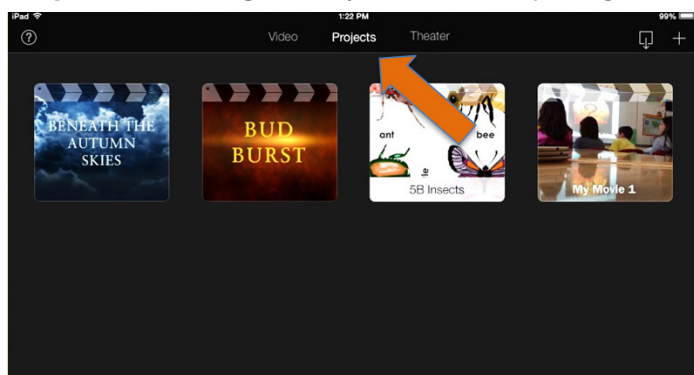 iPad
1:22 PM
99%
?
Video
Projects
Theater
BENEATH THE
AUTUMN
SKIES
BUD
BURST
ant
bee
5B Insects
My Movie 1